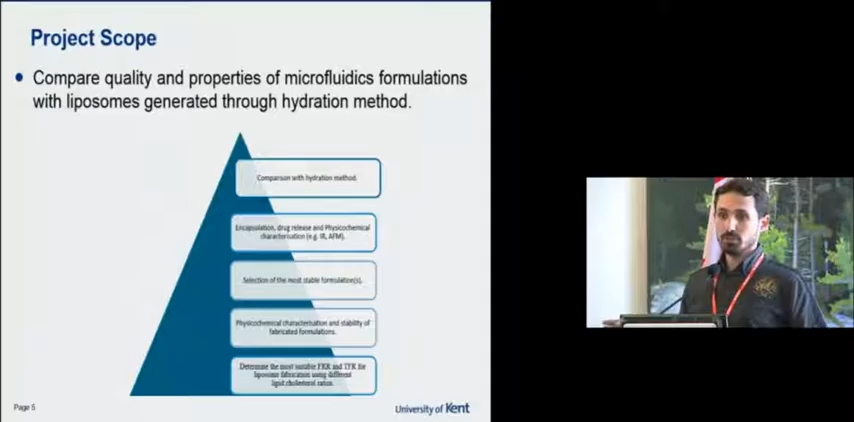 Project Scope
• Compare quality and properties of microfluidics formulations
with liposomes generated through hydration method.
Comparison with hydration method.
Encapsulation, drug release and Physicochemical
characterisation (e.g. IR, AFM).
Selection of the most stable formulation(s).
Physicochemical characterisation and stability of
fabricated formulations.
Determine the most suitable FRR and TFR for
liposome fabrication using different
lipid cholesterol ratios.
Page 5
University of Kent